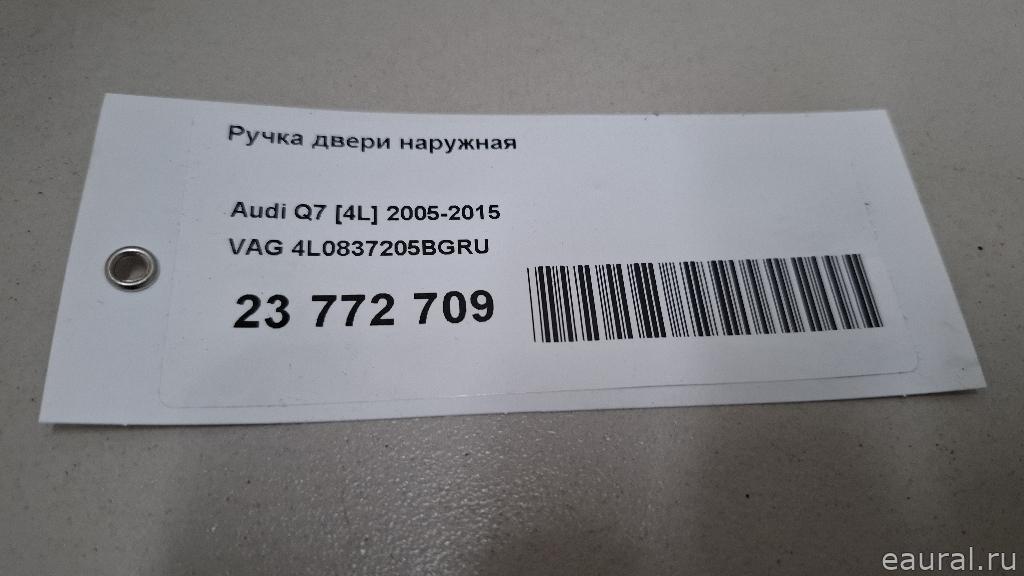 Ручка двери наружная
Audi Q7 [4L] 2005-2015
VAG 4L0837205BGRU
23 772 709
eaural.ru